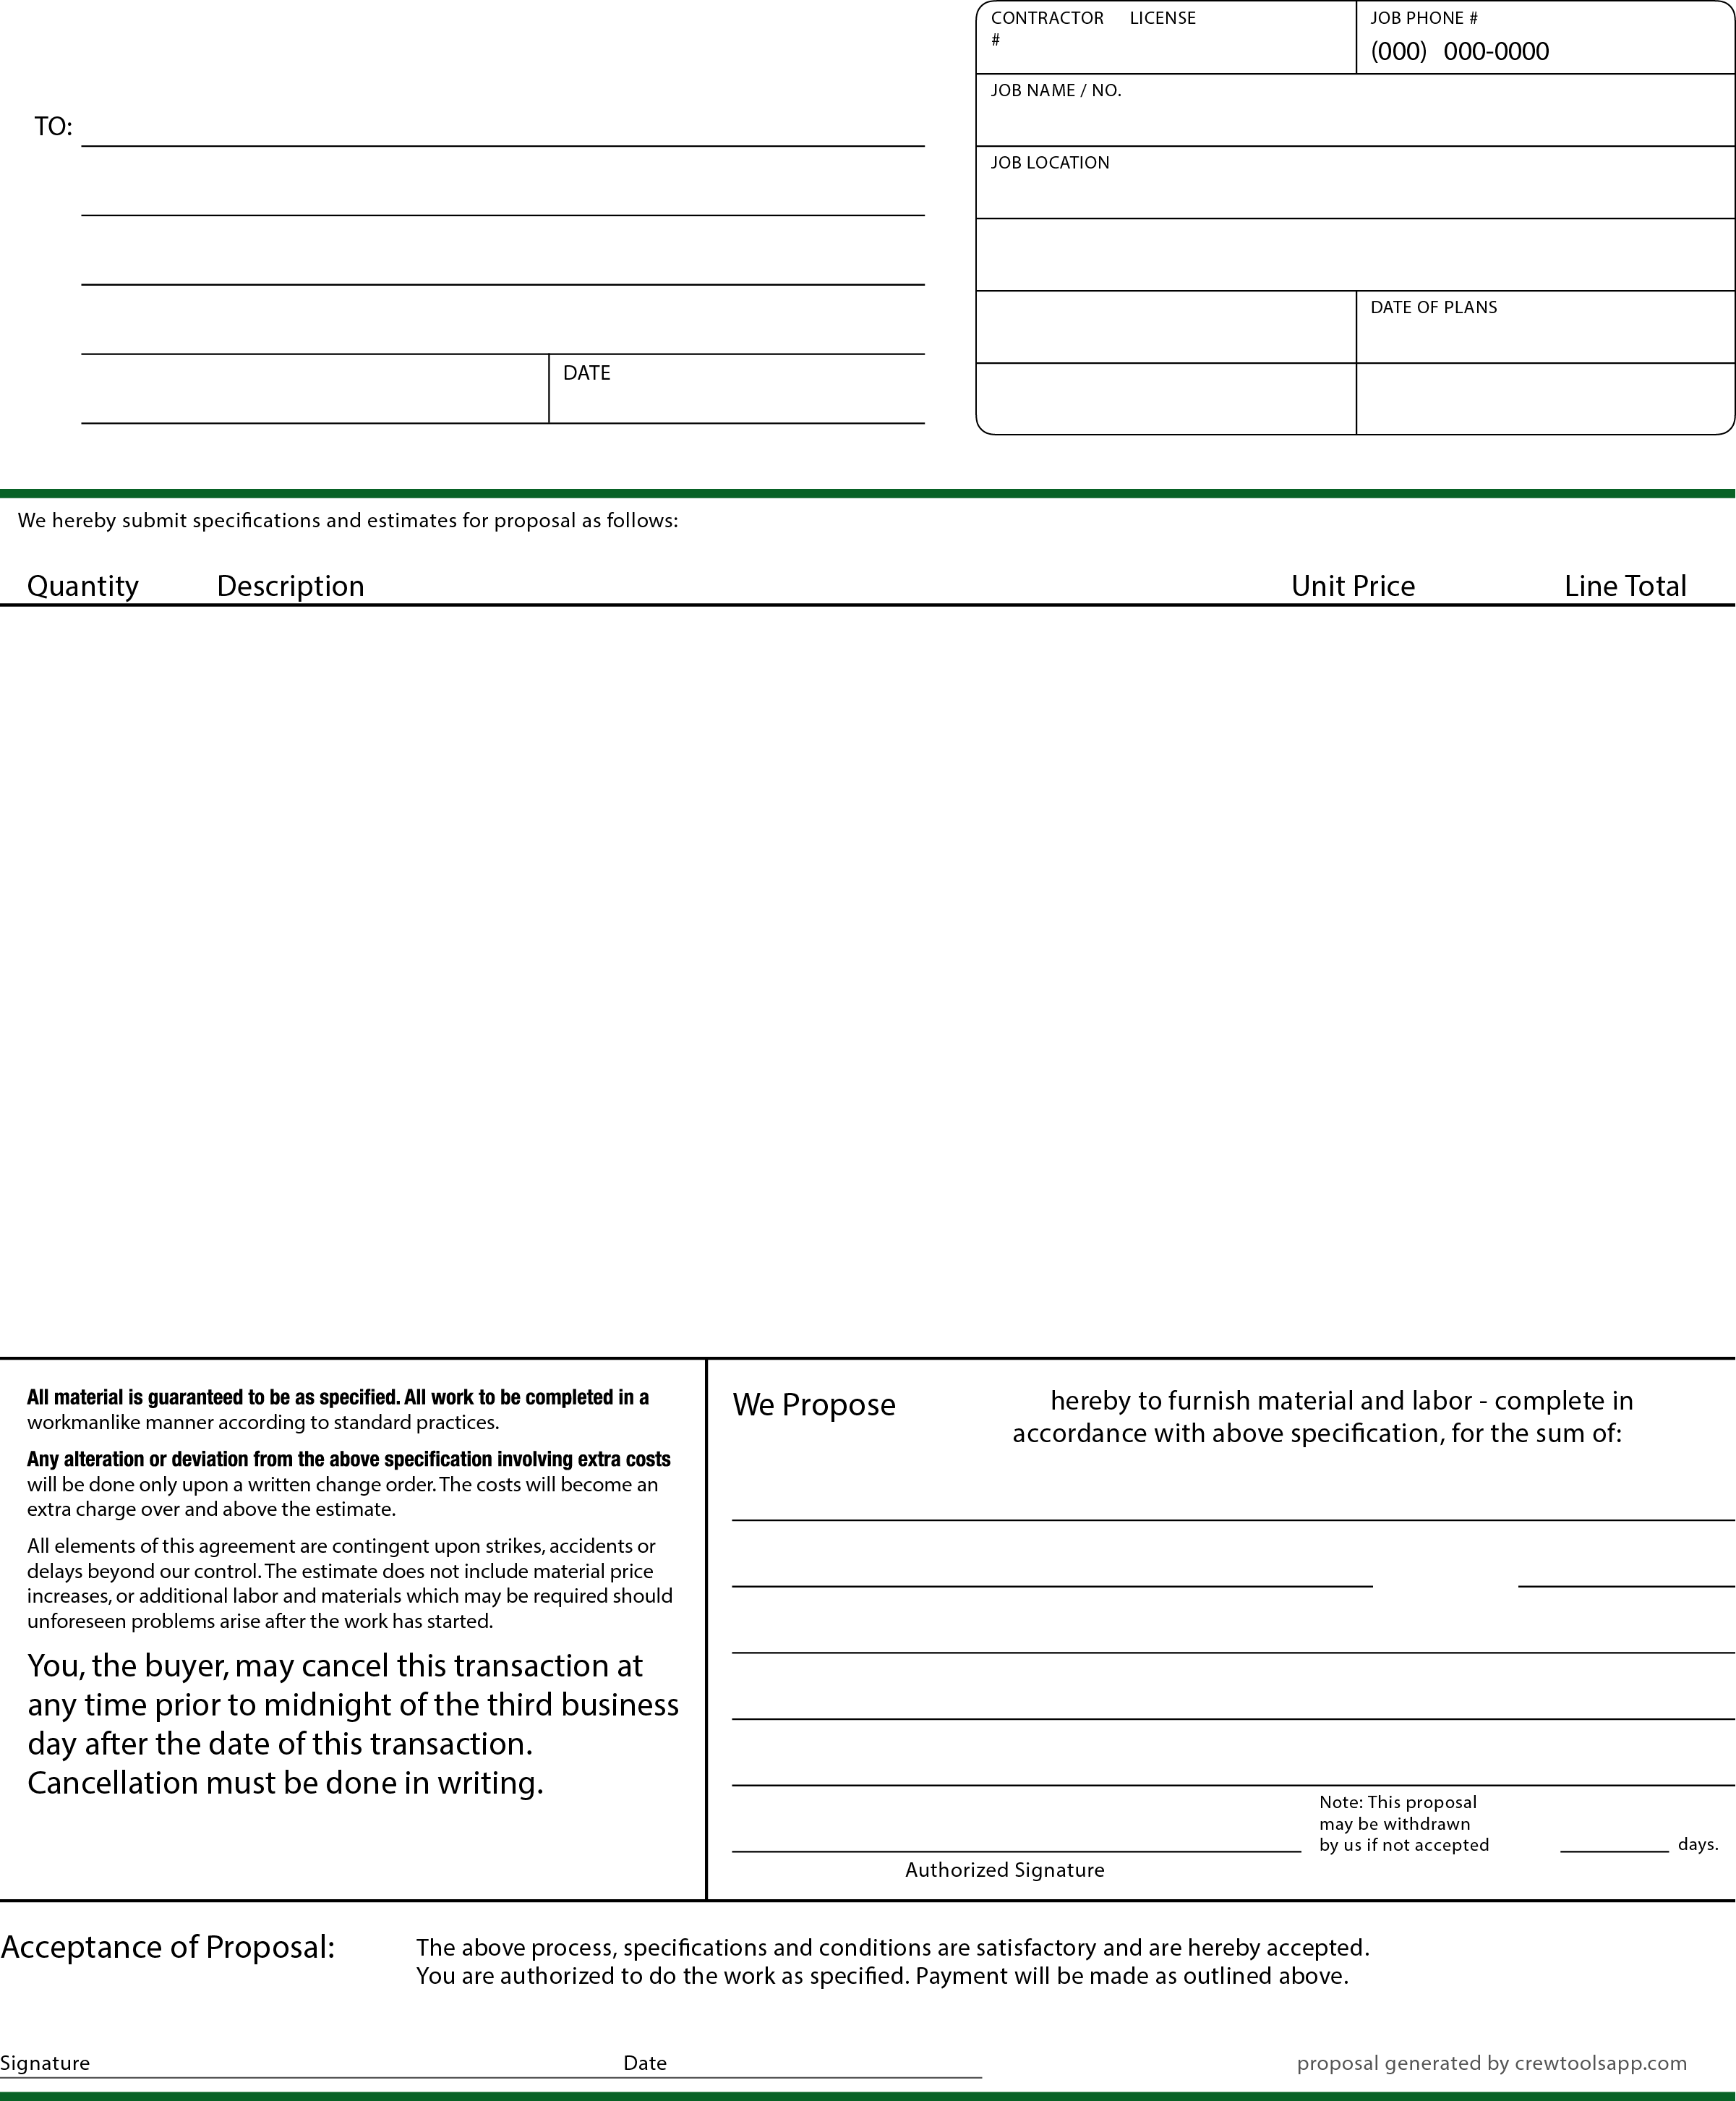 CONTRACTOR LICENSE
#
JOB PHONE #
(000) 000-0000
JOB NAME / NO.
TO:
JOB LOCATION
DATE OF PLANS
DATE
We hereby submit specifications and estimates for proposal as follows:
Quantity Description Unit Price Line Total
All material is guaranteed to be as specified. All work to be completed in a
workmanlike manner according to standard practices.
Any alteration or deviation from the above specification involving extra costs
will be done only upon a written change order. The costs will become an
extra charge over and above the estimate.
All elements of this agreement are contingent upon strikes, accidents or
delays beyond our control. The estimate does not include material price
increases, or additional labor and materials which may be required should
unforeseen problems arise after the work has started.
You, the buyer, may cancel this transaction at
any time prior to midnight of the third business
day after the date of this transaction.
Cancellation must be done in writing.
We Propose hereby to furnish material and labor - complete in
accordance with above specification, for the sum of:
Note: This proposal
may be withdrawn
by us if not accepted days.
Authorized Signature
Acceptance of Proposal: The above process, specifications and conditions are satisfactory and are hereby accepted.
You are authorized to do the work as specified. Payment will be made as outlined above.
Signature Date proposal generated by crewtoolsapp.com